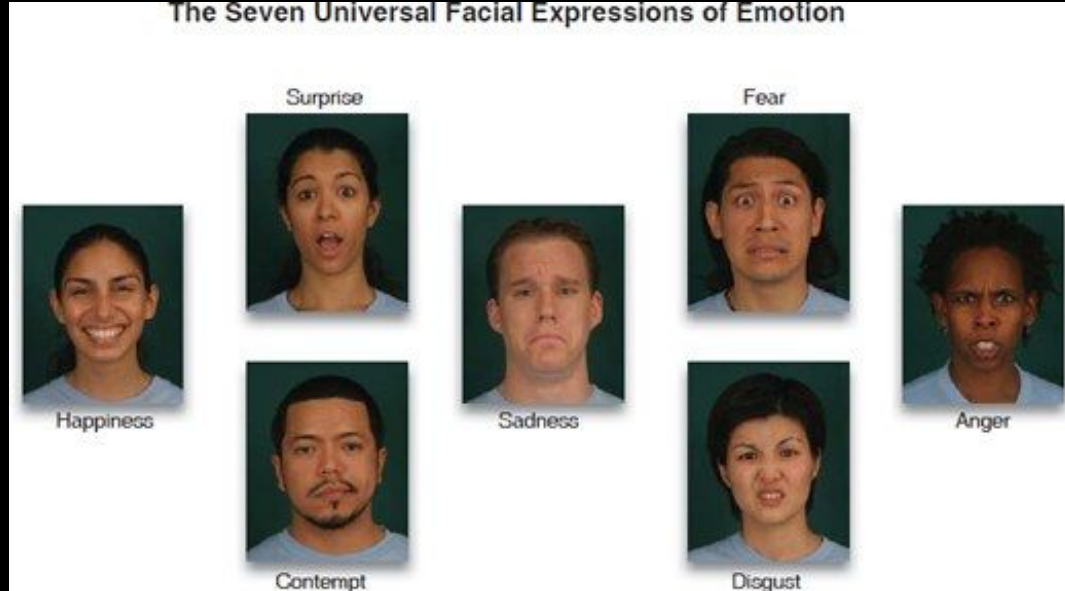 The Seven Universal Facial Expressions of Emotion
Surprise
Fear
Happiness
Sadness
Anger
Contempt
Disgust